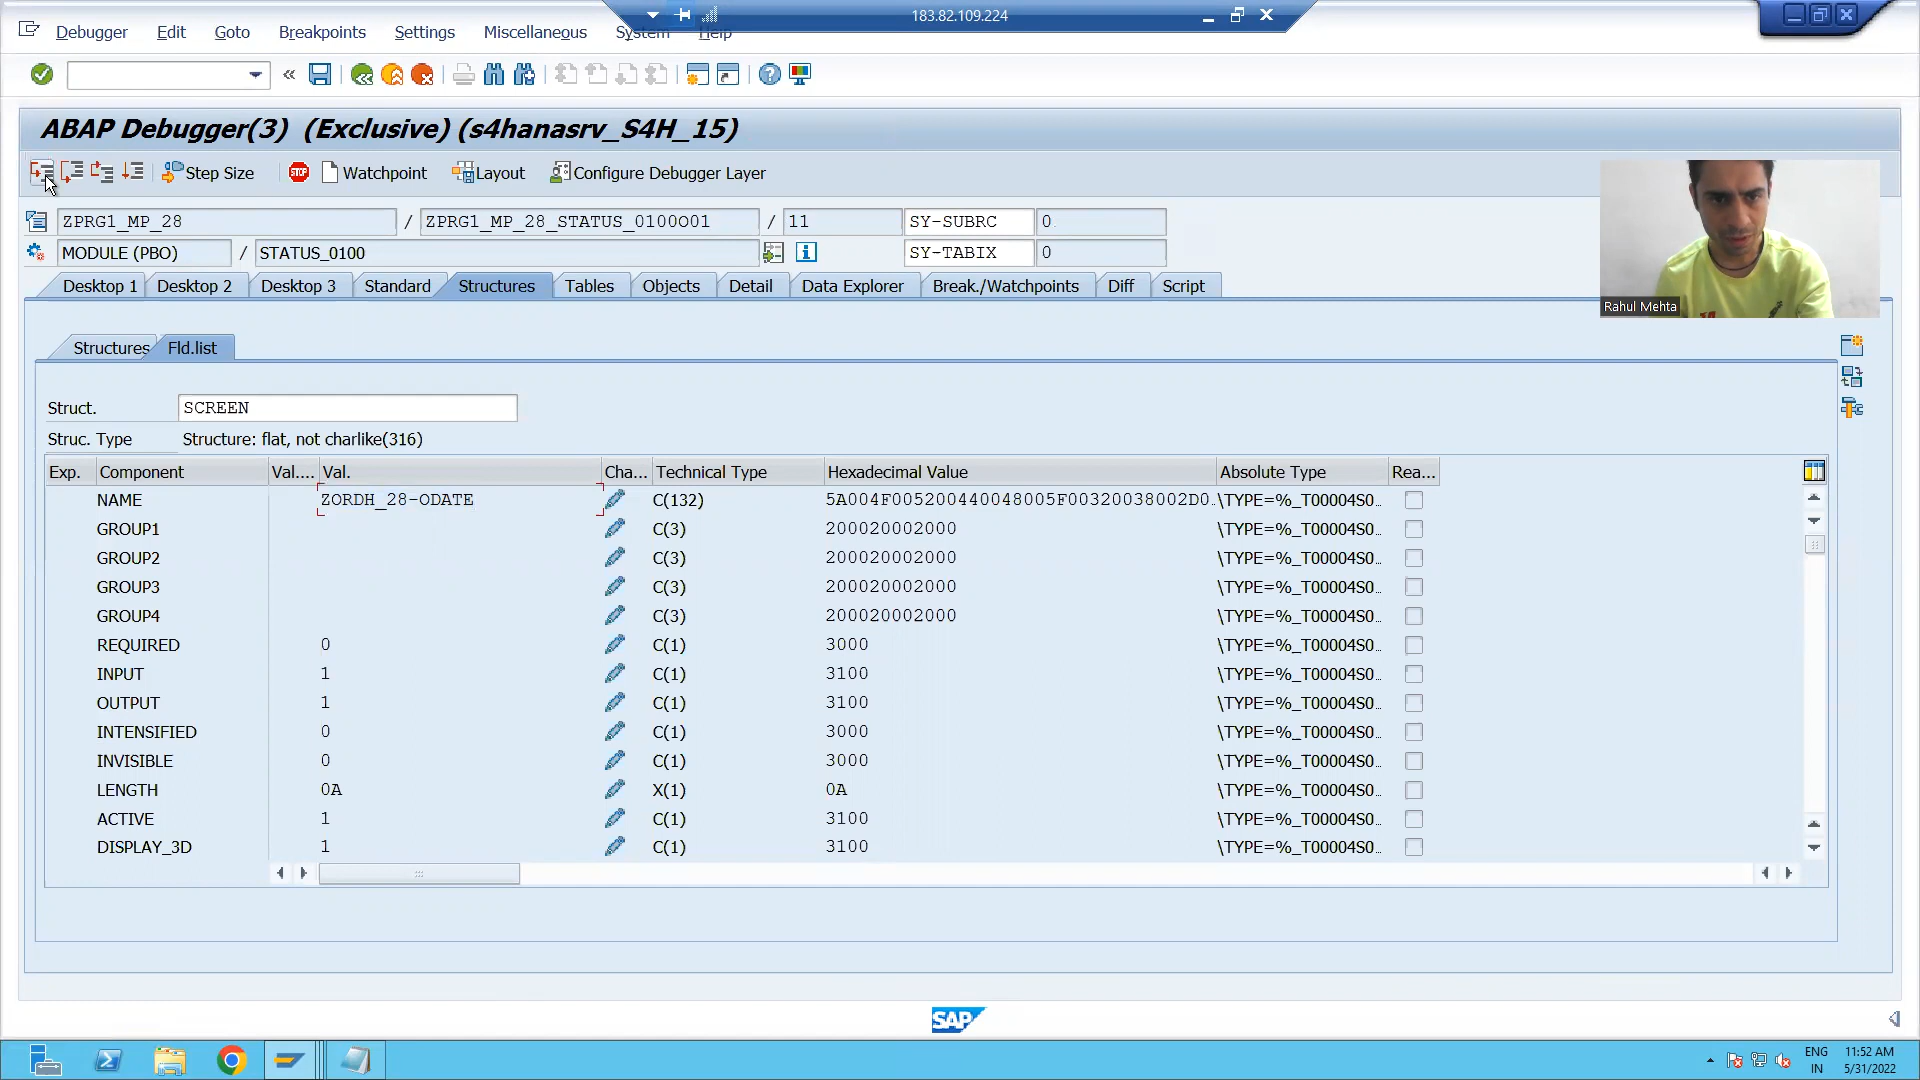 183.82.109.224
Debugger Edit Goto Breakpoints Settings Miscellaneous System Help
ABAP Debugger(3) (Exclusive) (s4hanasrv_S4H_15)
Step Size STOP Watchpoint Layout Configure Debugger Layer
ZPRG1_MP_28 / ZPRG1_MP_28_STATUS_0100O01 / 11 SY-SUBRC 0
MODULE (PBO) / STATUS_0100 SY-TABIX 0
Desktop 1 Desktop 2 Desktop 3 Standard Structures Tables Objects Detail Data Explorer Break./Watchpoints Diff Script
Rahul Mehta
Structures Fld.list
Struct. SCREEN
Struc. Type Structure: flat, not charlike(316)
Exp. Component Val.... Val. Cha... Technical Type Hexadecimal Value Absolute Type Rea...
NAME ZORDH_28-ODATE C(132) 5A004F005200440048005F00320038002D0.. \TYPE=%_T00004S0..
GROUP1 C(3) 200020002000 \TYPE=%_T00004S0..
GROUP2 C(3) 200020002000 \TYPE=%_T00004S0..
GROUP3 C(3) 200020002000 \TYPE=%_T00004S0..
GROUP4 C(3) 200020002000 \TYPE=%_T00004S0..
REQUIRED 0 C(1) 3000 \TYPE=%_T00004S0..
INPUT 1 C(1) 3100 \TYPE=%_T00004S0..
OUTPUT 1 C(1) 3100 \TYPE=%_T00004S0..
INTENSIFIED 0 C(1) 3000 \TYPE=%_T00004S0..
INVISIBLE 0 C(1) 3000 \TYPE=%_T00004S0..
LENGTH 0A X(1) 0A \TYPE=%_T00004S0..
ACTIVE 1 C(1) 3100 \TYPE=%_T00004S0..
DISPLAY_3D 1 C(1) 3100 \TYPE=%_T00004S0..
SAP
ENG 11:52 AM
IN 5/31/2022